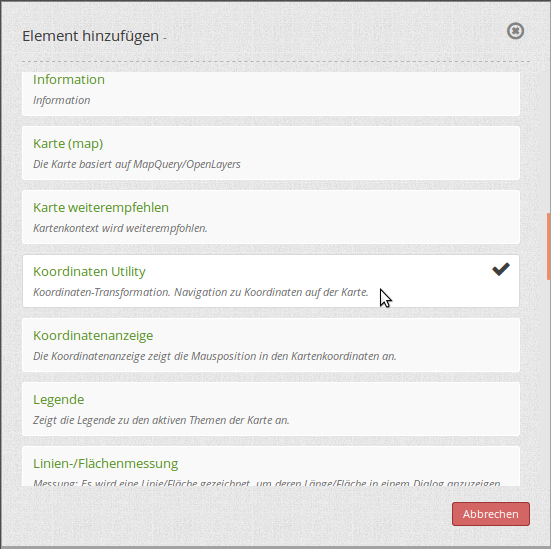 Element hinzufügen -
Information
Information
Karte (map)
Die Karte basiert auf MapQuery/OpenLayers
Karte weiterempfehlen
Kartenkontext wird weiterempfohlen.
Koordinaten Utility
Koordinaten-Transformation. Navigation zu Koordinaten auf der Karte.
Koordinatenanzeige
Die Koordinatenanzeige zeigt die Mausposition in den Kartenkoordinaten an.
Legende
Zeigt die Legende zu den aktiven Themen der Karte an.
Linien-/Flächenmessung
Messung: Es wird eine Linie/Fläche gezeichnet, um deren Länge/Fläche in einem Dialog anzuzeigen
Abbrechen